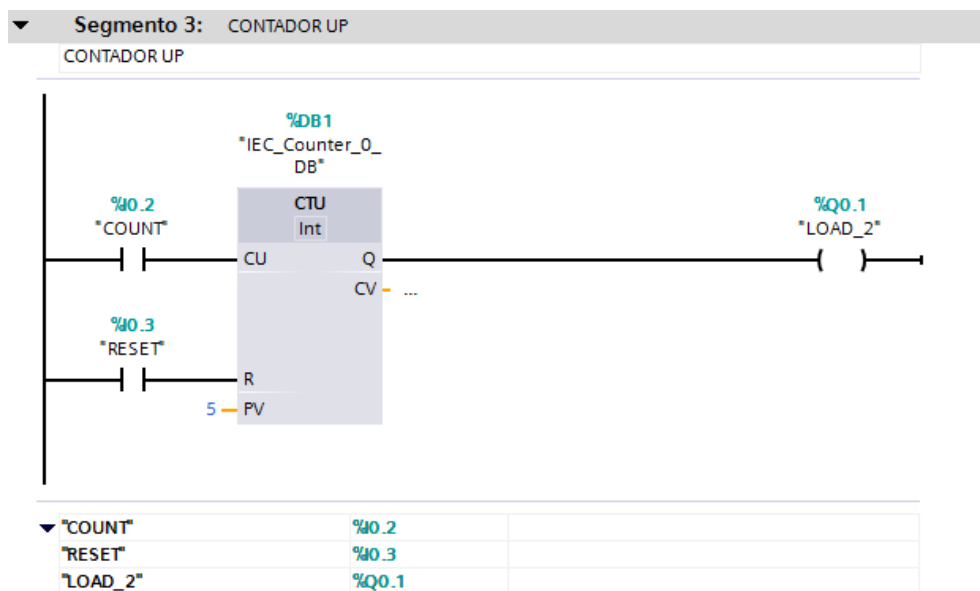 Segmento 3: CONTADOR UP
CONTADOR UP
%DB1
"IEC_Counter_0_
DB"
%I0.2
"COUNT"
CTU
Int
%Q0.1
"LOAD_2"
CU Q
CV ...
%I0.3
"RESET"
R
5 PV
"COUNT" %I0.2
"RESET" %I0.3
"LOAD_2" %Q0.1